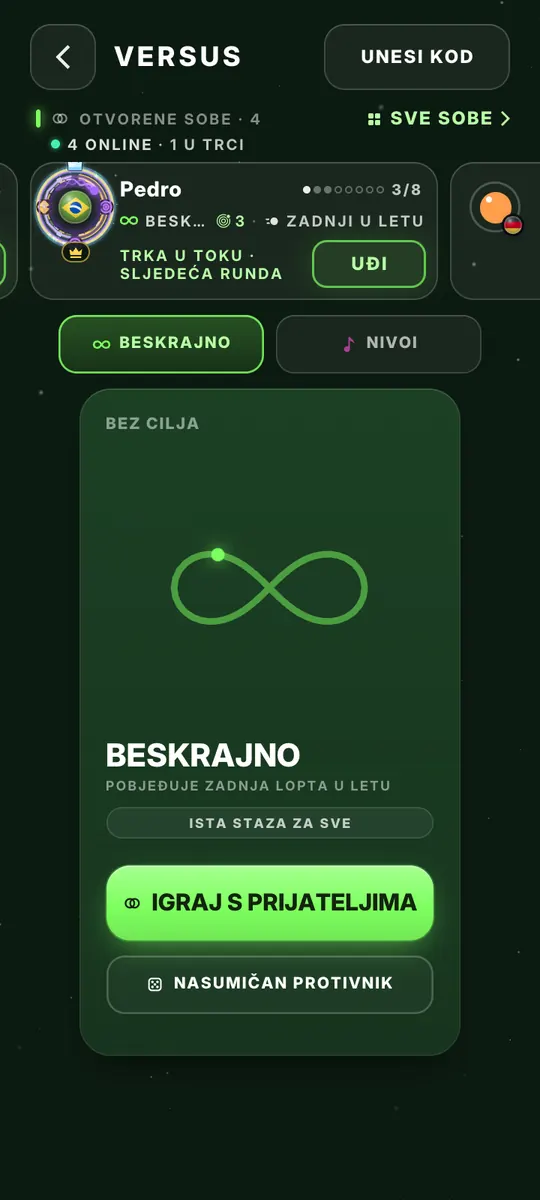 VERSUS
UNESI KOD
OTVORENE SOBE · 4
SVE SOBE
4 ONLINE · 1 U TRCI
Pedro
3/8
BESK… 3 · ZADNJI U LETU
TRKA U TOKU ·
SLJEDEĆA RUNDA
UĐI
BESKRAJNO
NIVOI
BEZ CILJA
BESKRAJNO
POBJEĐUJE ZADNJA LOPTA U LETU
ISTA STAZA ZA SVE
IGRAJ S PRIJATELJIMA
NASUMIČAN PROTIVNIK